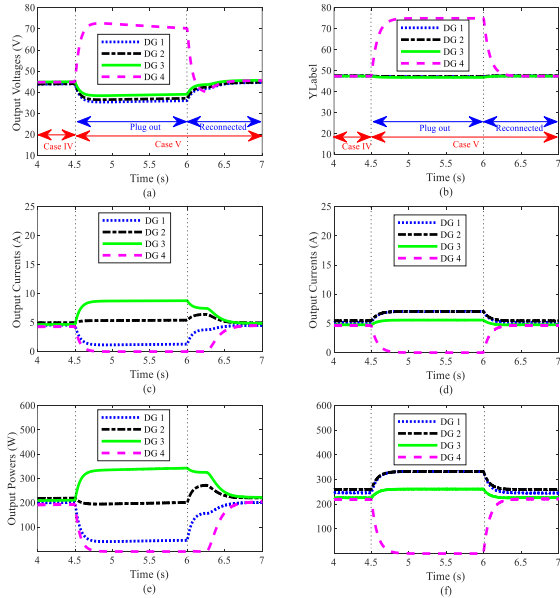 80
70
60
50
40
30
20
10
Output Voltages (V)
DG 1
DG 2
DG 3
DG 4
Plug out
Reconnected
Case IV
Case V
4 4.5 5 5.5 6 6.5 7
Time (s)
(a)
80
70
60
50
40
30
20
10
YLabel
DG 1
DG 2
DG 3
DG 4
Plug out
Reconnected
Case IV
Case V
4 4.5 5 5.5 6 6.5 7
Time (s)
(b)
25
20
15
10
5
0
Output Currents (A)
DG 1
DG 2
DG 3
DG 4
4 4.5 5 5.5 6 6.5 7
Time (s)
(c)
25
20
15
10
5
0
Output Currents (A)
DG 1
DG 2
DG 3
DG 4
4 4.5 5 5.5 6 6.5 7
Time (s)
(d)
600
500
400
300
200
100
Output Powers (W)
DG 1
DG 2
DG 3
DG 4
4 4.5 5 5.5 6 6.5 7
Time (s)
(e)
600
500
400
300
200
100
Output Powers (W)
DG 1
DG 2
DG 3
DG 4
4 4.5 5 5.5 6 6.5 7
Time (s)
(f)